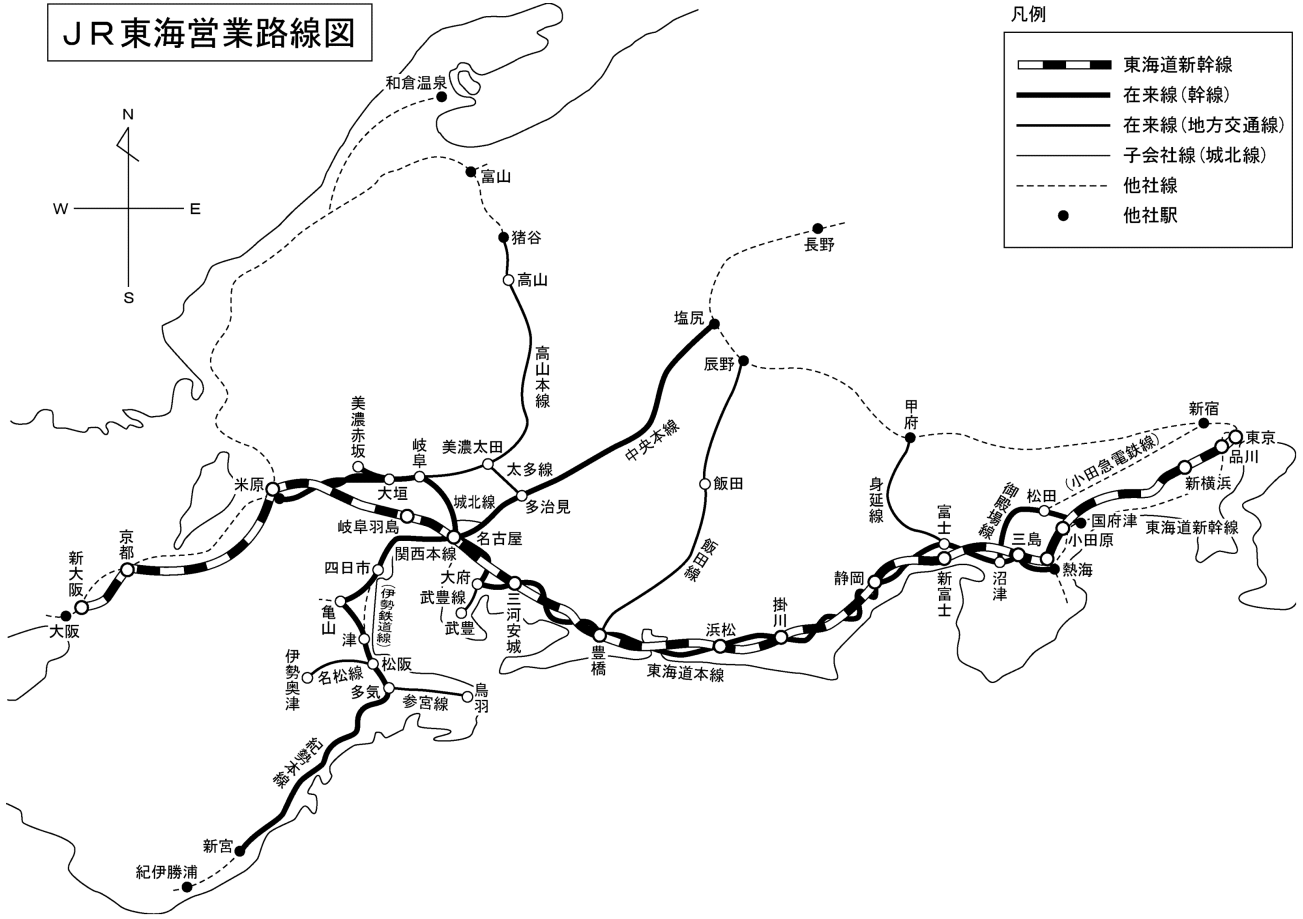 JR東海営業路線図
凡例
東海道新幹線
在来線(幹線)
在来線(地方交通線)
子会社線(城北線)
他社線
他社駅
N
W
E
S
和倉温泉
富山
猪谷
高山
高山本線
長野
塩尻
辰野
中央本線
美濃赤坂
岐阜
美濃太田
太多線
多治見
城北線
米原
大垣
岐阜羽島
名古屋
関西本線
飯田
飯田線
甲府
身延線
新宿
東京
品川
新横浜
(小田急電鉄線)
御殿場線
松田
国府津
小田原
東海道新幹線
富士
三島
熱海
沼津
新富士
静岡
掛川
浜松
東海道本線
豊橋
三河安城
大府
武豊線
武豊
四日市
(伊勢鉄道線)
亀山
津
松阪
名松線
伊勢奥津
多気
参宮線
鳥羽
紀勢本線
新宮
紀伊勝浦
京都
新大阪
大阪